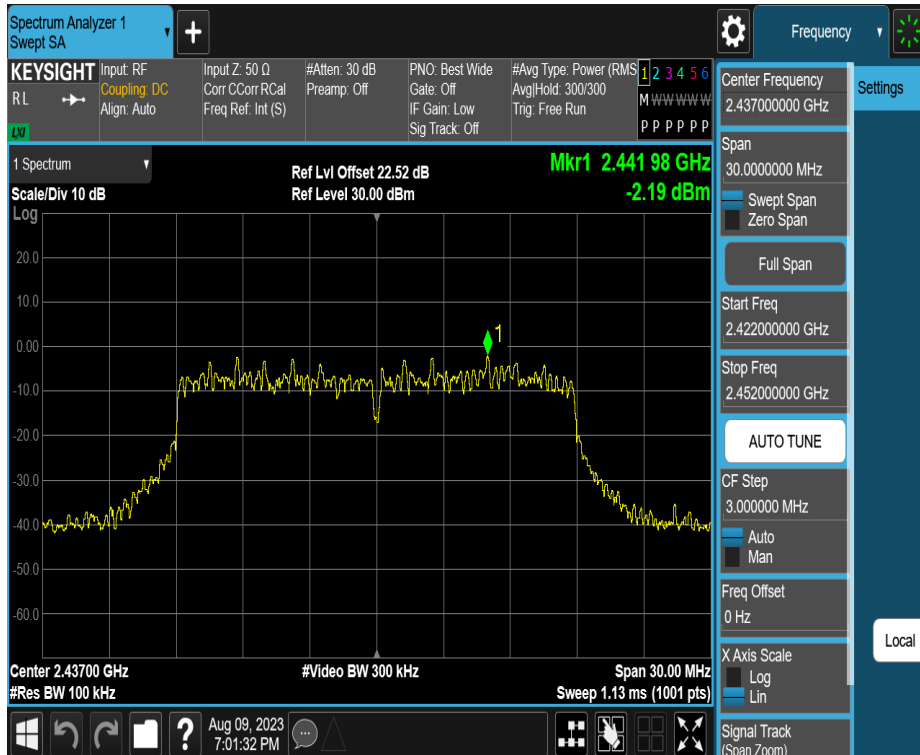 Spectrum Analyzer 1
Swept SA
+
Frequency
KEYSIGHT
R L
LXI
Input: RF
Coupling: DC
Align: Auto
Input Z: 50 Ω
Corr CCorr RCal
Freq Ref: Int (S)
#Atten: 30 dB
Preamp: Off
PNO: Best Wide
Gate: Off
IF Gain: Low
Sig Track: Off
#Avg Type: Power (RMS
Avg|Hold: 300/300
Trig: Free Run
1 2 3 4 5 6
M W W W W W
P P P P P P
1 Spectrum
Scale/Div 10 dB
Ref Lvl Offset 22.52 dB
Ref Level 30.00 dBm
Mkr1 2.441 98 GHz
-2.19 dBm
Log
20.0
10.0
0.00
-10.0
-20.0
-30.0
-40.0
-50.0
-60.0
1
Center 2.43700 GHz
#Res BW 100 kHz
#Video BW 300 kHz
Span 30.00 MHz
Sweep 1.13 ms (1001 pts)
?
Aug 09, 2023
7:01:32 PM
Center Frequency
2.437000000 GHz
Span
30.0000000 MHz
Swept Span
Zero Span
Full Span
Start Freq
2.422000000 GHz
Stop Freq
2.452000000 GHz
AUTO TUNE
CF Step
3.000000 MHz
Auto
Man
Freq Offset
0 Hz
X Axis Scale
Log
Lin
Signal Track
(Span Zoom)
Settings
Local